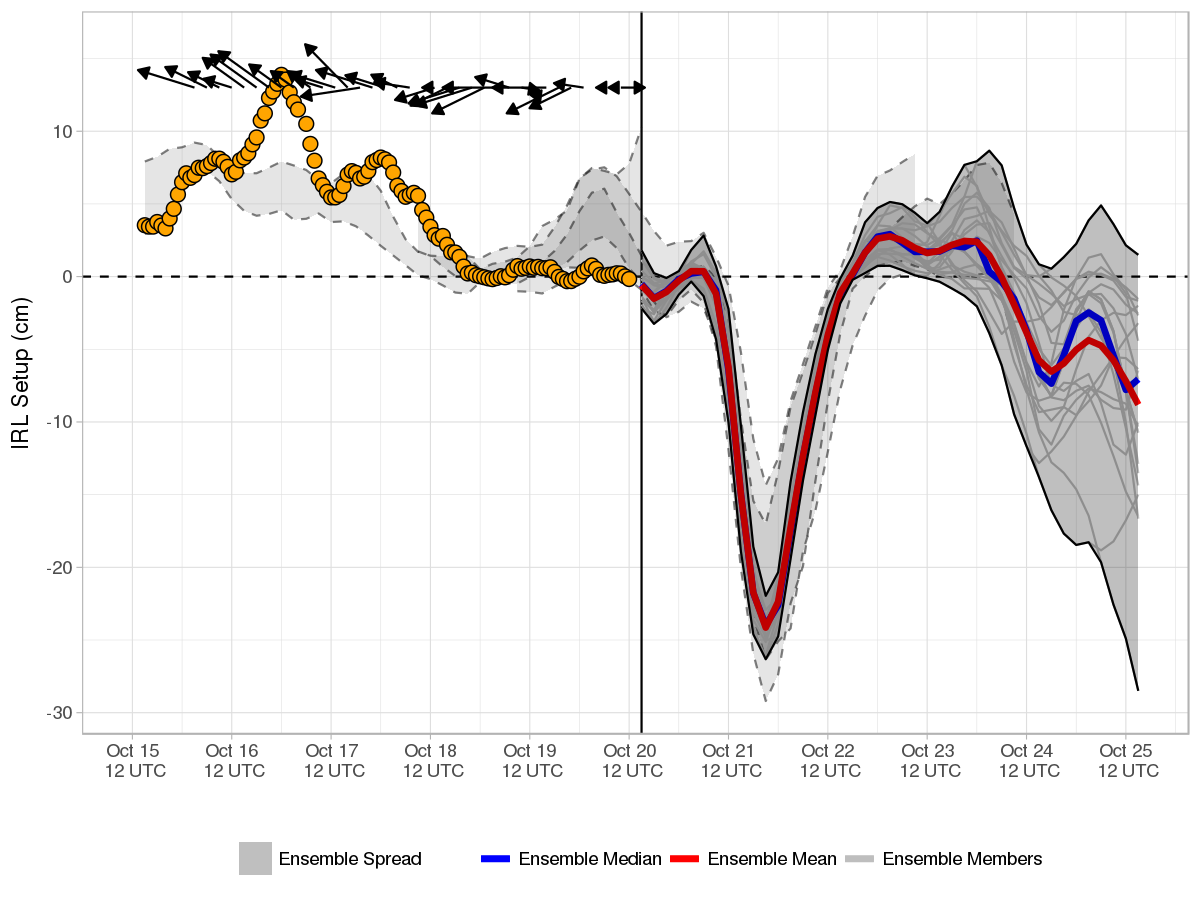 IRL Setup (cm)
10
0
-10
-20
-30
Oct 15 Oct 16 Oct 17 Oct 18 Oct 19 Oct 20 Oct 21 Oct 22 Oct 23 Oct 24 Oct 25
12 UTC 12 UTC 12 UTC 12 UTC 12 UTC 12 UTC 12 UTC 12 UTC 12 UTC 12 UTC 12 UTC
Ensemble Spread Ensemble Median Ensemble Mean Ensemble Members